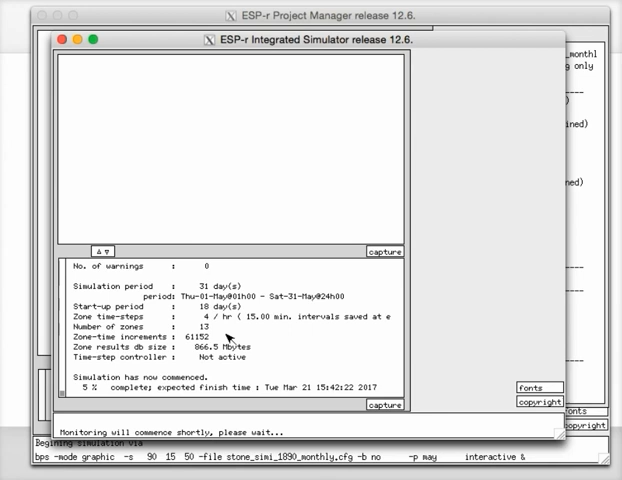 ESP-r Project Manager release 12.6.
ESP-r Integrated Simulator release 12.6.
_monthl
g only
)
ined)
ned)
capture
No. of warnings : 0
Simulation period : 31 day(s)
period: Thu-01-May@01h00 - Sat-31-May@24h00
Start-up period : 18 day(s)
Zone time-steps : 4 / hr ( 15.00 min. intervals saved at e
Number of zones : 13
Zone-time increments: 61152
Zone results db size : 866.5 Mbytes
Time-step controller : Not active
Simulation has now commenced.
5 % complete; expected finish time : Tue Mar 21 15:42:22 2017
capture
fonts
copyright
onts
opyright
Monitoring will commence shortly, please wait...
Begining simulation via
bps -mode graphic -s 90 15 50 -file stone_simi_1890_monthly.cfg -b no -p may interactive &